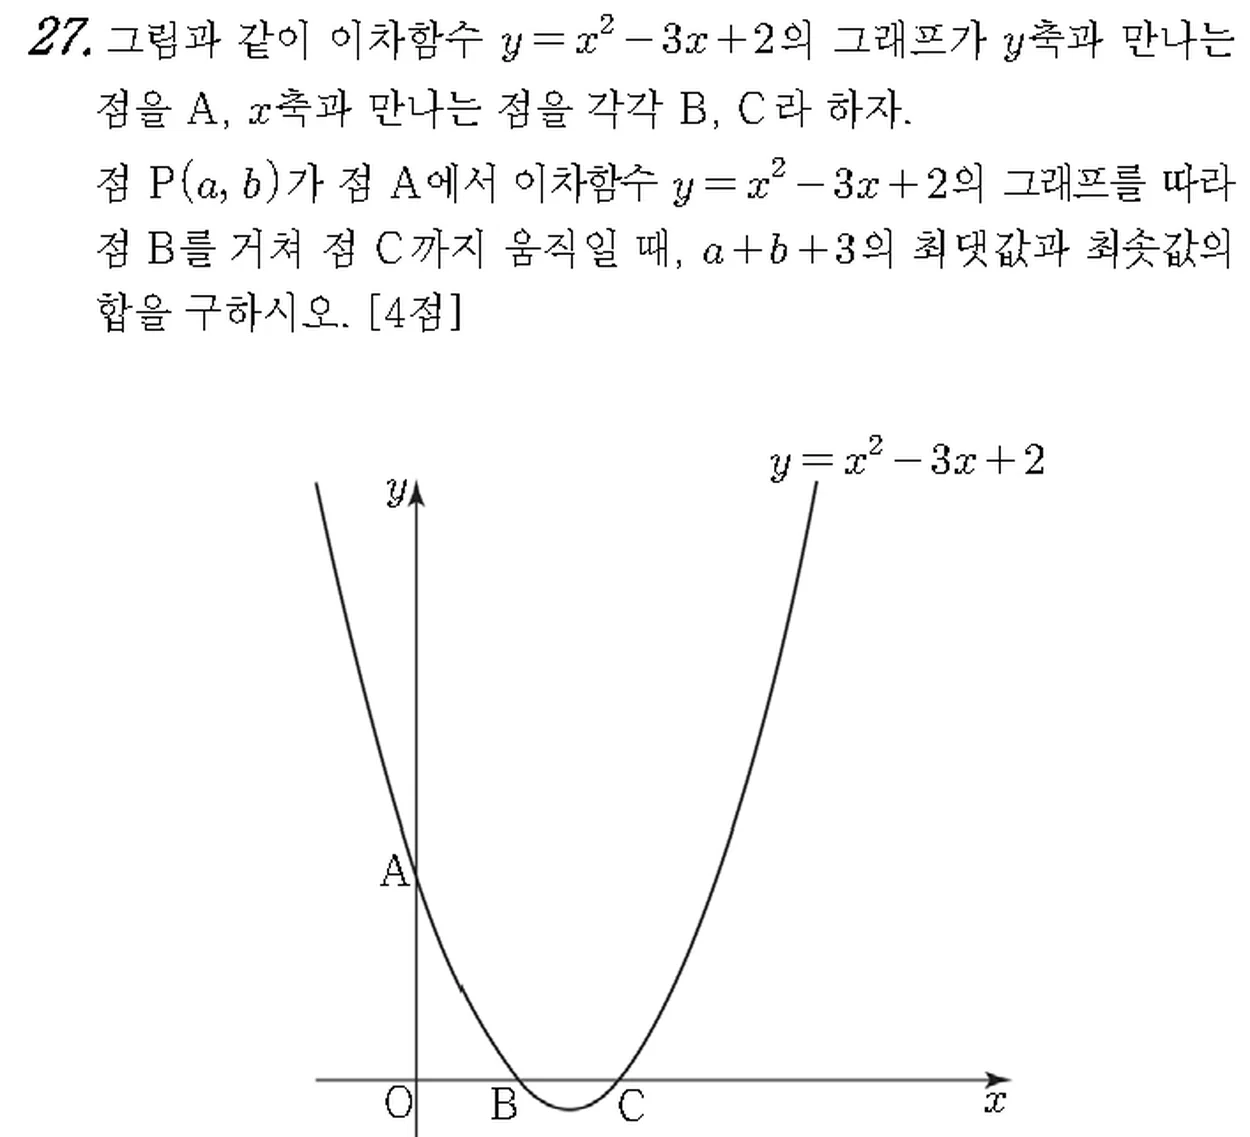 27. 그림과 같이 이차함수 y=x²-3x+2의 그래프가 y축과 만나는
점을 A, x축과 만나는 점을 각각 B, C라 하자.
점 P(a, b)가 점 A에서 이차함수 y=x²-3x+2의 그래프를 따라
점 B를 거쳐 점 C까지 움직일 때, a+b+3의 최댓값과 최솟값의
합을 구하시오. [4점]
y=x²-3x+2
y
A
O
B
C
x